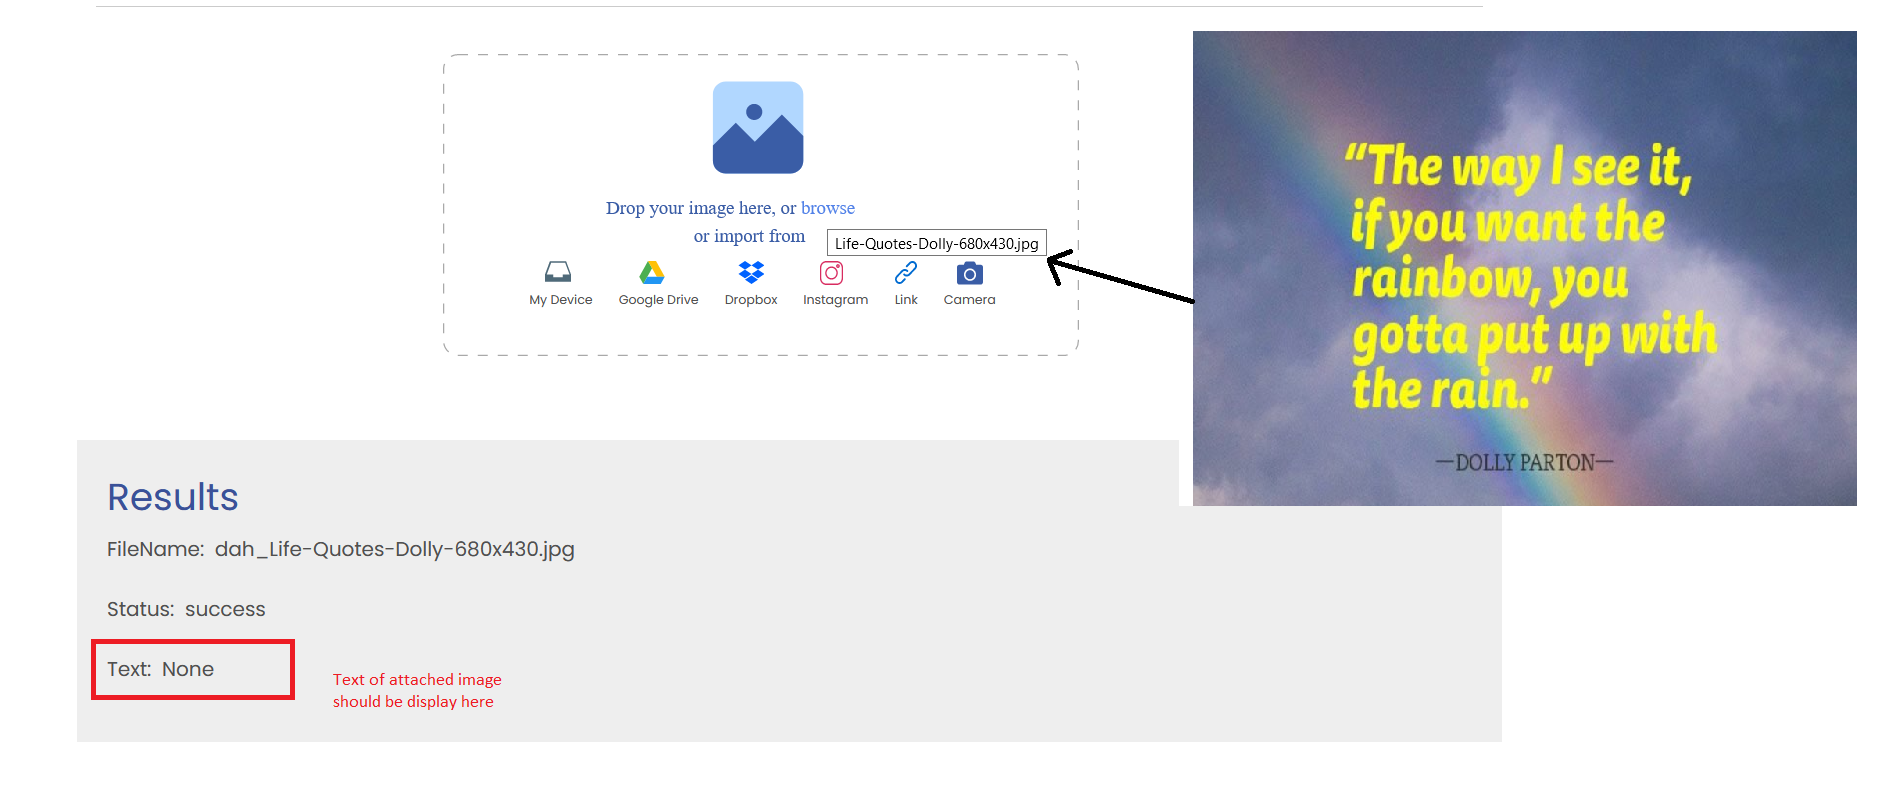 Drop your image here, or browse
or import from
Life-Quotes-Dolly-680x430.jpg
My Device Google Drive Dropbox Instagram Link Camera
“The way I see it,
if you want the
rainbow, you
gotta put up with
the rain.”
—DOLLY PARTON—
Results
FileName: dah_Life-Quotes-Dolly-680x430.jpg
Status: success
Text: None
Text of attached image
should be display here